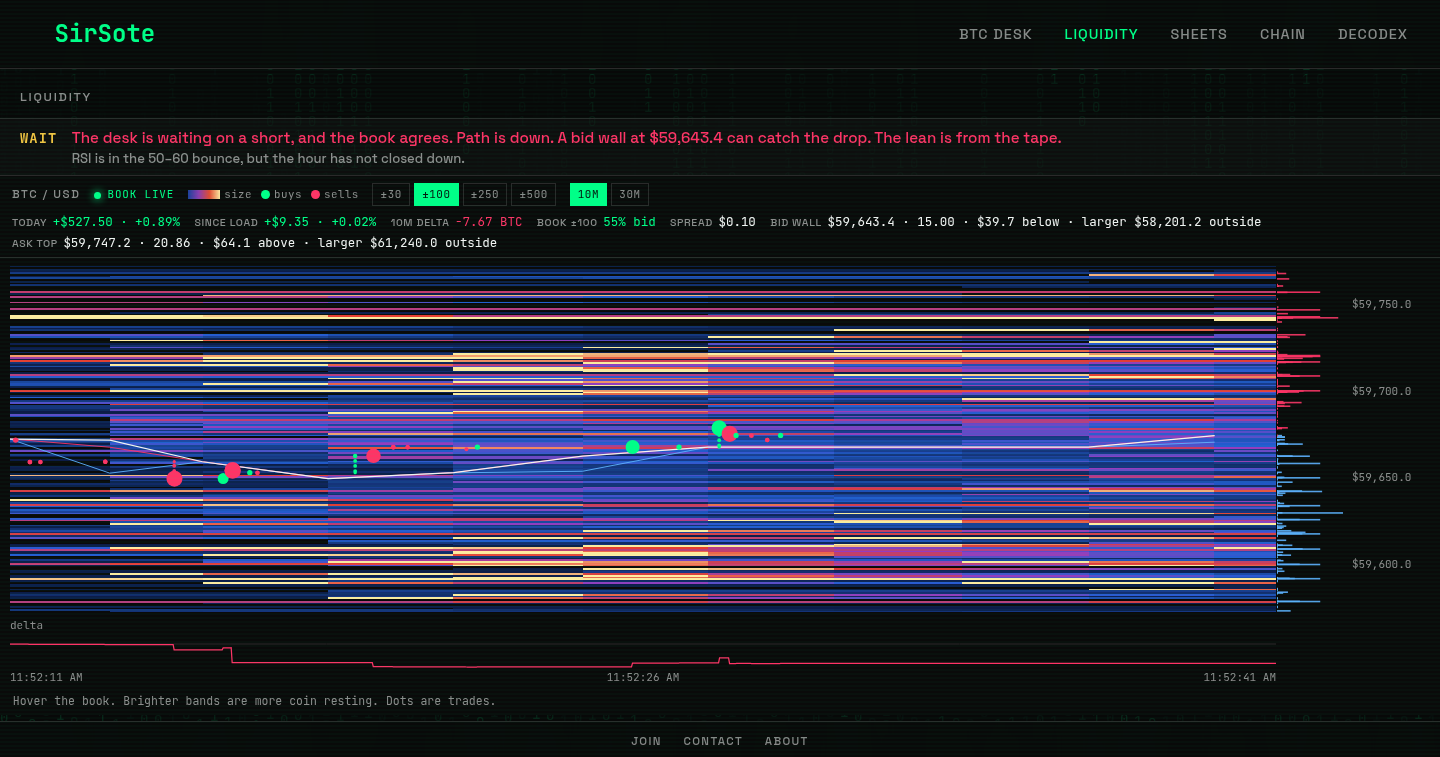 SirSote
BTC DESK LIQUIDITY SHEETS CHAIN DECODEX
LIQUIDITY
WAIT The desk is waiting on a short, and the book agrees. Path is down. A bid wall at $59,643.4 can catch the drop. The lean is from the tape.
RSI is in the 50–60 bounce, but the hour has not closed down.
BTC / USD BOOK LIVE size buys sells ±30 ±100 ±250 ±500 10M 30M
TODAY +$527.50 · +0.89% SINCE LOAD +$9.35 · +0.02% 10M DELTA -7.67 BTC BOOK ±100 55% bid SPREAD $0.10 BID WALL $59,643.4 · 15.00 · $39.7 below · larger $58,201.2 outside
ASK TOP $59,747.2 · 20.86 · $64.1 above · larger $61,240.0 outside
$59,750.0
$59,700.0
$59,650.0
$59,600.0
delta
11:52:11 AM 11:52:26 AM 11:52:41 AM
Hover the book. Brighter bands are more coin resting. Dots are trades.
JOIN CONTACT ABOUT